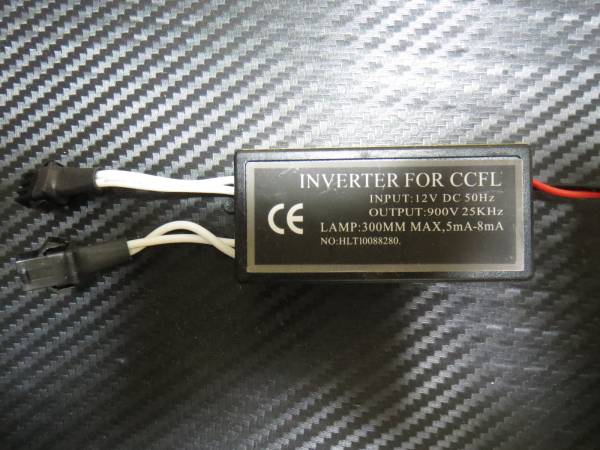 INVERTER FOR CCFL
INPUT:12V DC 50Hz
OUTPUT:900V 25KHz
CE
LAMP:300MM MAX,5mA-8mA
NO:HLT10088280.